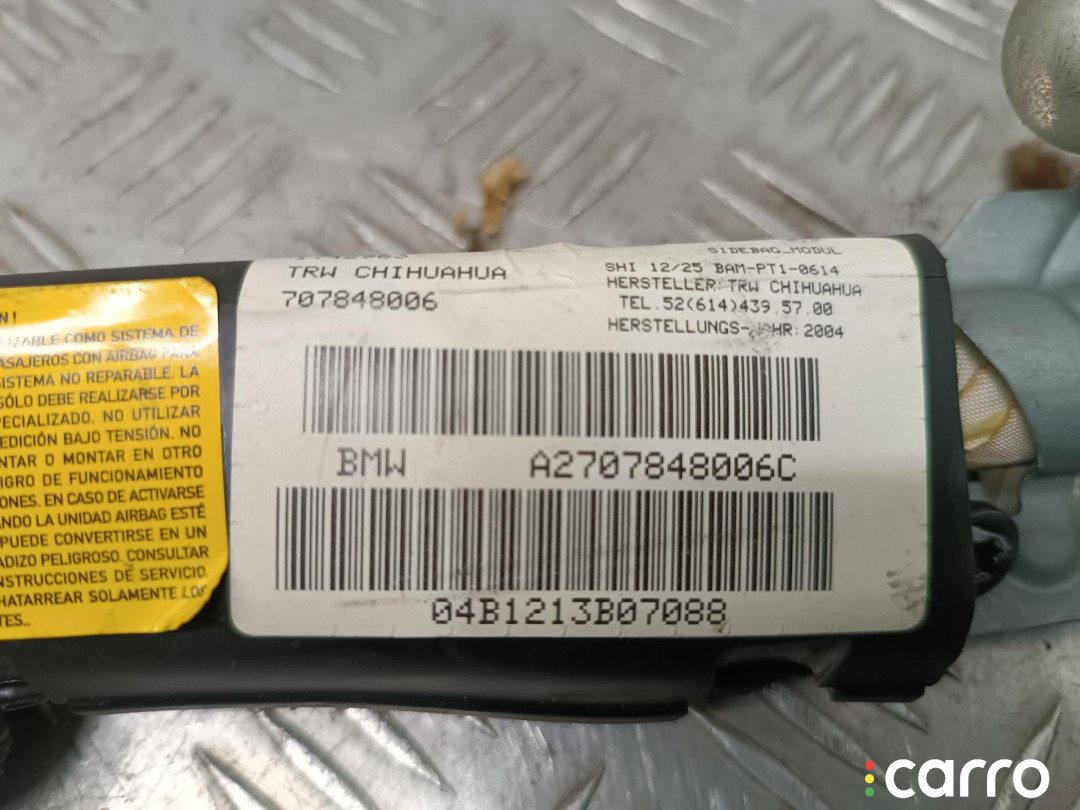 N!
IZABLE COMO SISTEMA DE
ASAJEROS CON AIRBAG PARA
SISTEMA NO REPARABLE. LA
SÓLO DEBE REALIZARSE POR
PECIALIZADO. NO UTILIZAR
EDICIÓN BAJO TENSIÓN. NO
NTAR O MONTAR EN OTRO
LIGRO DE FUNCIONAMIENTO
ONES. EN CASO DE ACTIVARSE
ANDO LA UNIDAD AIRBAG ESTÉ
PUEDE CONVERTIRSE EN UN
ADIZO PELIGROSO. CONSULTAR
NSTRUCCIONES DE SERVICIO.
HATARREAR SOLAMENTE LOS
TES..
TRW CHIHUAHUA
707848006
SIDEBAG_MODUL
SHI 12/25 BAM-PT1-0614
HERSTELLER: TRW CHIHUAHUA
TEL.52(614)439.57.00
HERSTELLUNGS-JAHR: 2004
BMW A2707848006C
04B1213B07088
carro